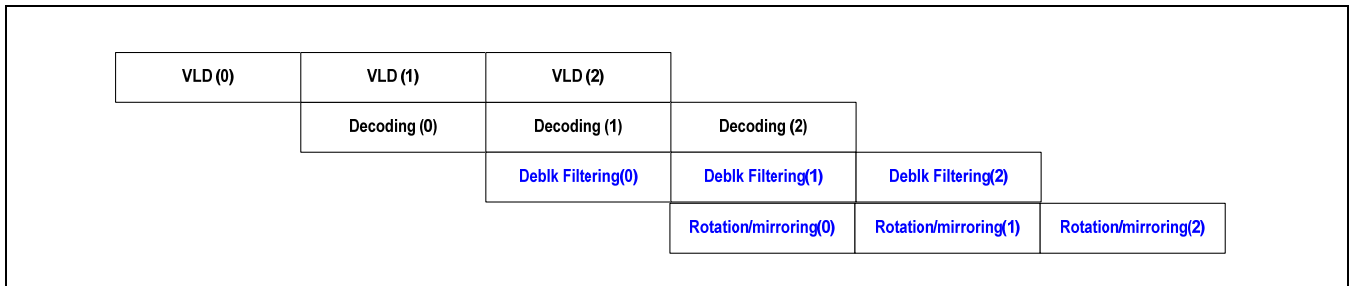 VLD (0) VLD (1) VLD (2)
Decoding (0) Decoding (1) Decoding (2)
Deblk Filtering(0) Deblk Filtering(1) Deblk Filtering(2)
Rotation/mirroring(0) Rotation/mirroring(1) Rotation/mirroring(2)